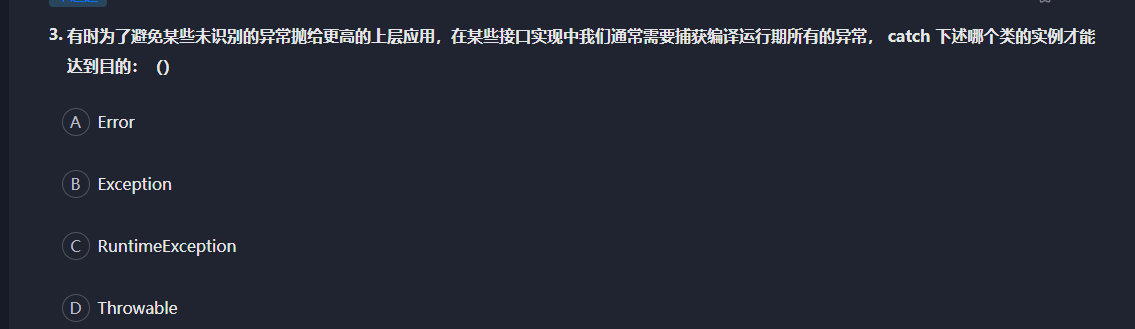 3. 有时为了避免某些未识别的异常抛给更高的上层应用，在某些接口实现中我们通常需要捕获编译运行期所有的异常， catch 下述哪个类的实例才能
达到目的： ()
A Error
B Exception
C RuntimeException
D Throwable